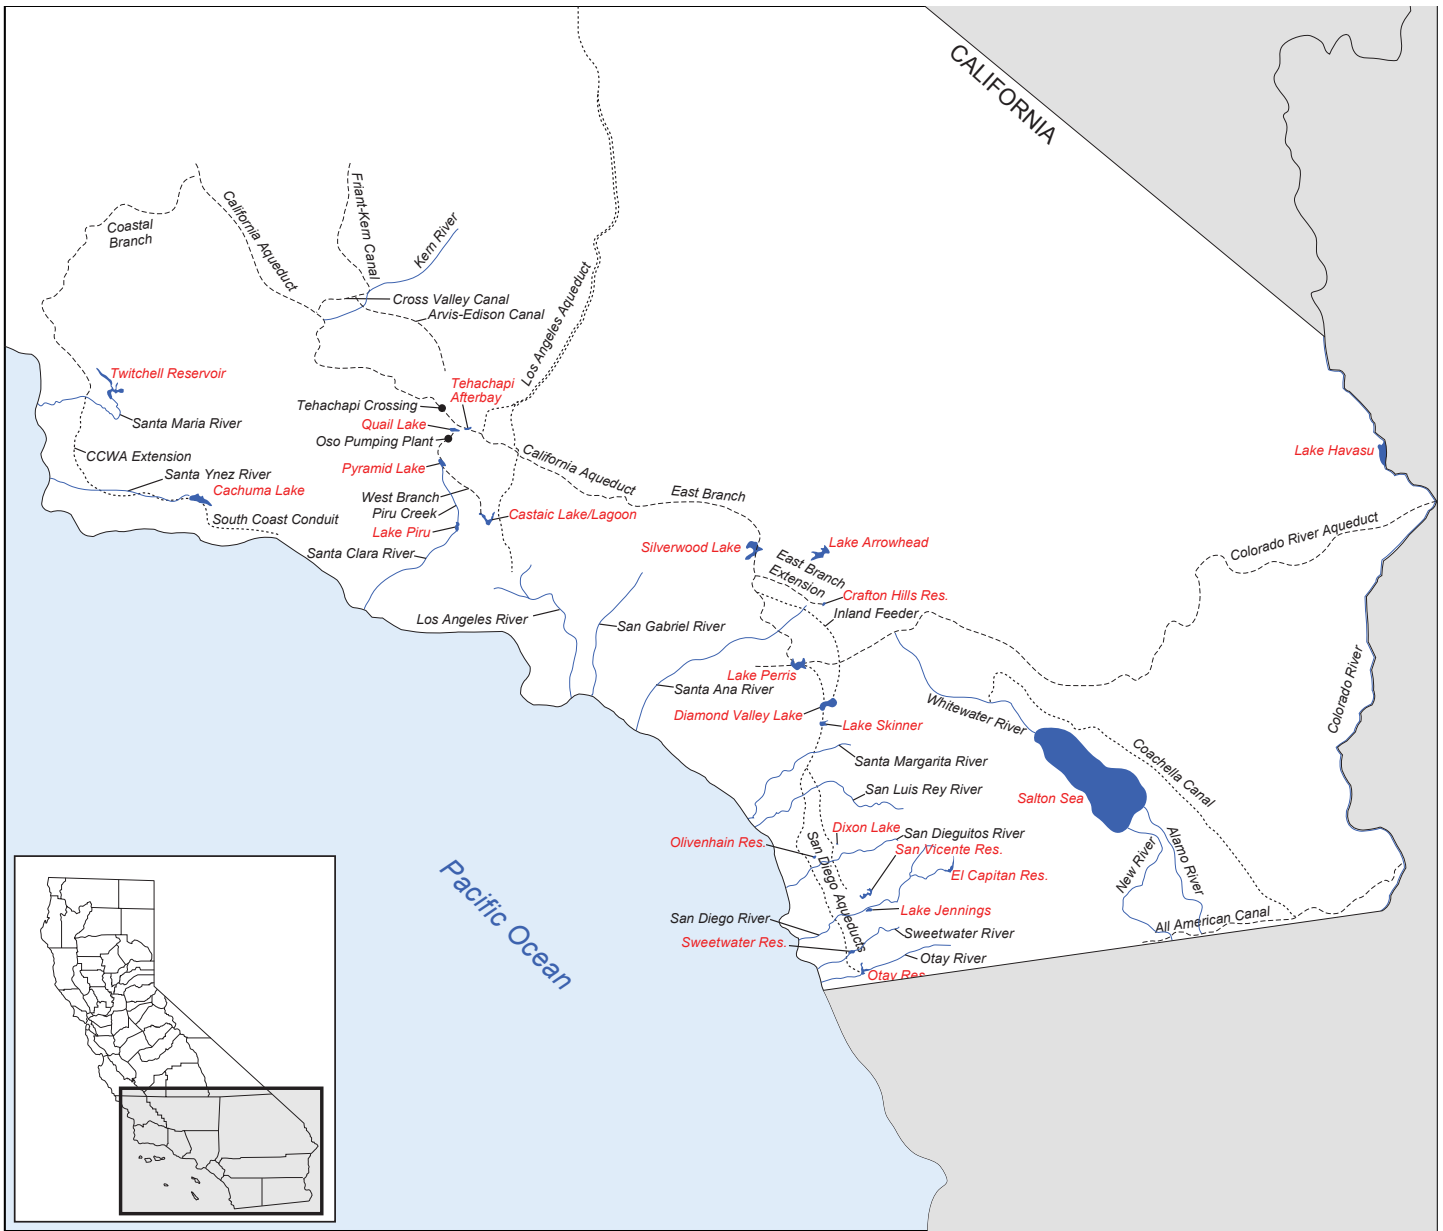 CALIFORNIA
Coastal
Branch
California Aqueduct
Friant-Kern Canal
Kern River
Cross Valley Canal
Arvis-Edison Canal
Los Angeles Aqueduct
Twitchell Reservoir
Santa Maria River
Tehachapi
Afterbay
Tehachapi Crossing
Quail Lake
Oso Pumping Plant
CCWA Extension
Santa Ynez River
Cachuma Lake
South Coast Conduit
Pyramid Lake
West Branch
Piru Creek
Lake Piru
Castaic Lake/Lagoon
Santa Clara River
California Aqueduct
East Branch
Lake Havasu
Colorado River Aqueduct
Silverwood Lake
Lake Arrowhead
East Branch
Extension
Crafton Hills Res.
Inland Feeder
Los Angeles River
San Gabriel River
Lake Perris
Santa Ana River
Diamond Valley Lake
Lake Skinner
Whitewater River
Colorado River
Santa Margarita River
Coachella Canal
San Luis Rey River
Salton Sea
Dixon Lake
San Dieguitos River
Olivenhain Res.
San Vicente Res.
San Diego Aqueducts
El Capitan Res.
New River
Alamo River
Lake Jennings
San Diego River
All American Canal
Sweetwater River
Sweetwater Res.
Otay River
Otay Res
Pacific Ocean